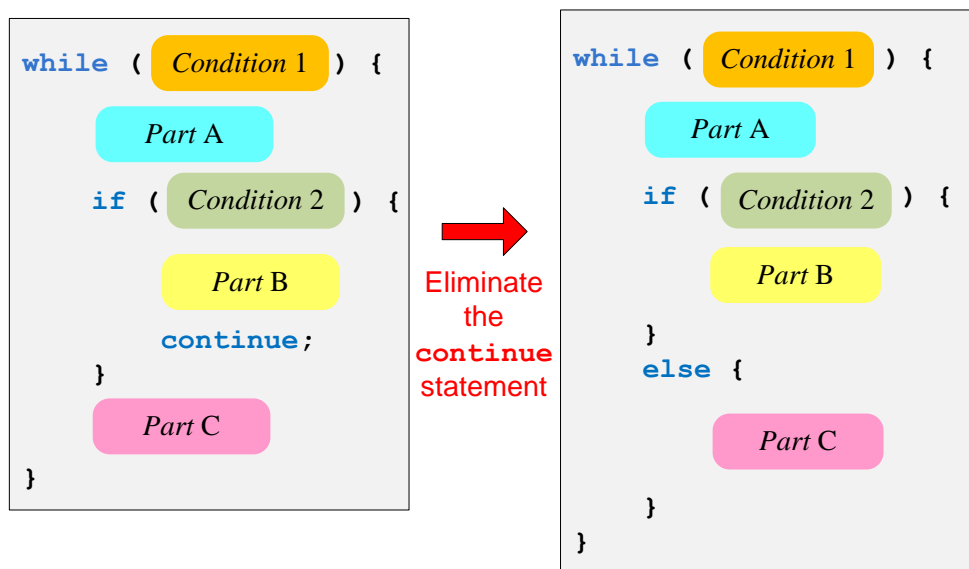 while ( Condition 1 ) {
Part A
if ( Condition 2 ) {
Part B
continue;
}
Part C
}
Eliminate
the
continue
statement
while ( Condition 1 ) {
Part A
if ( Condition 2 ) {
Part B
}
else {
Part C
}
}